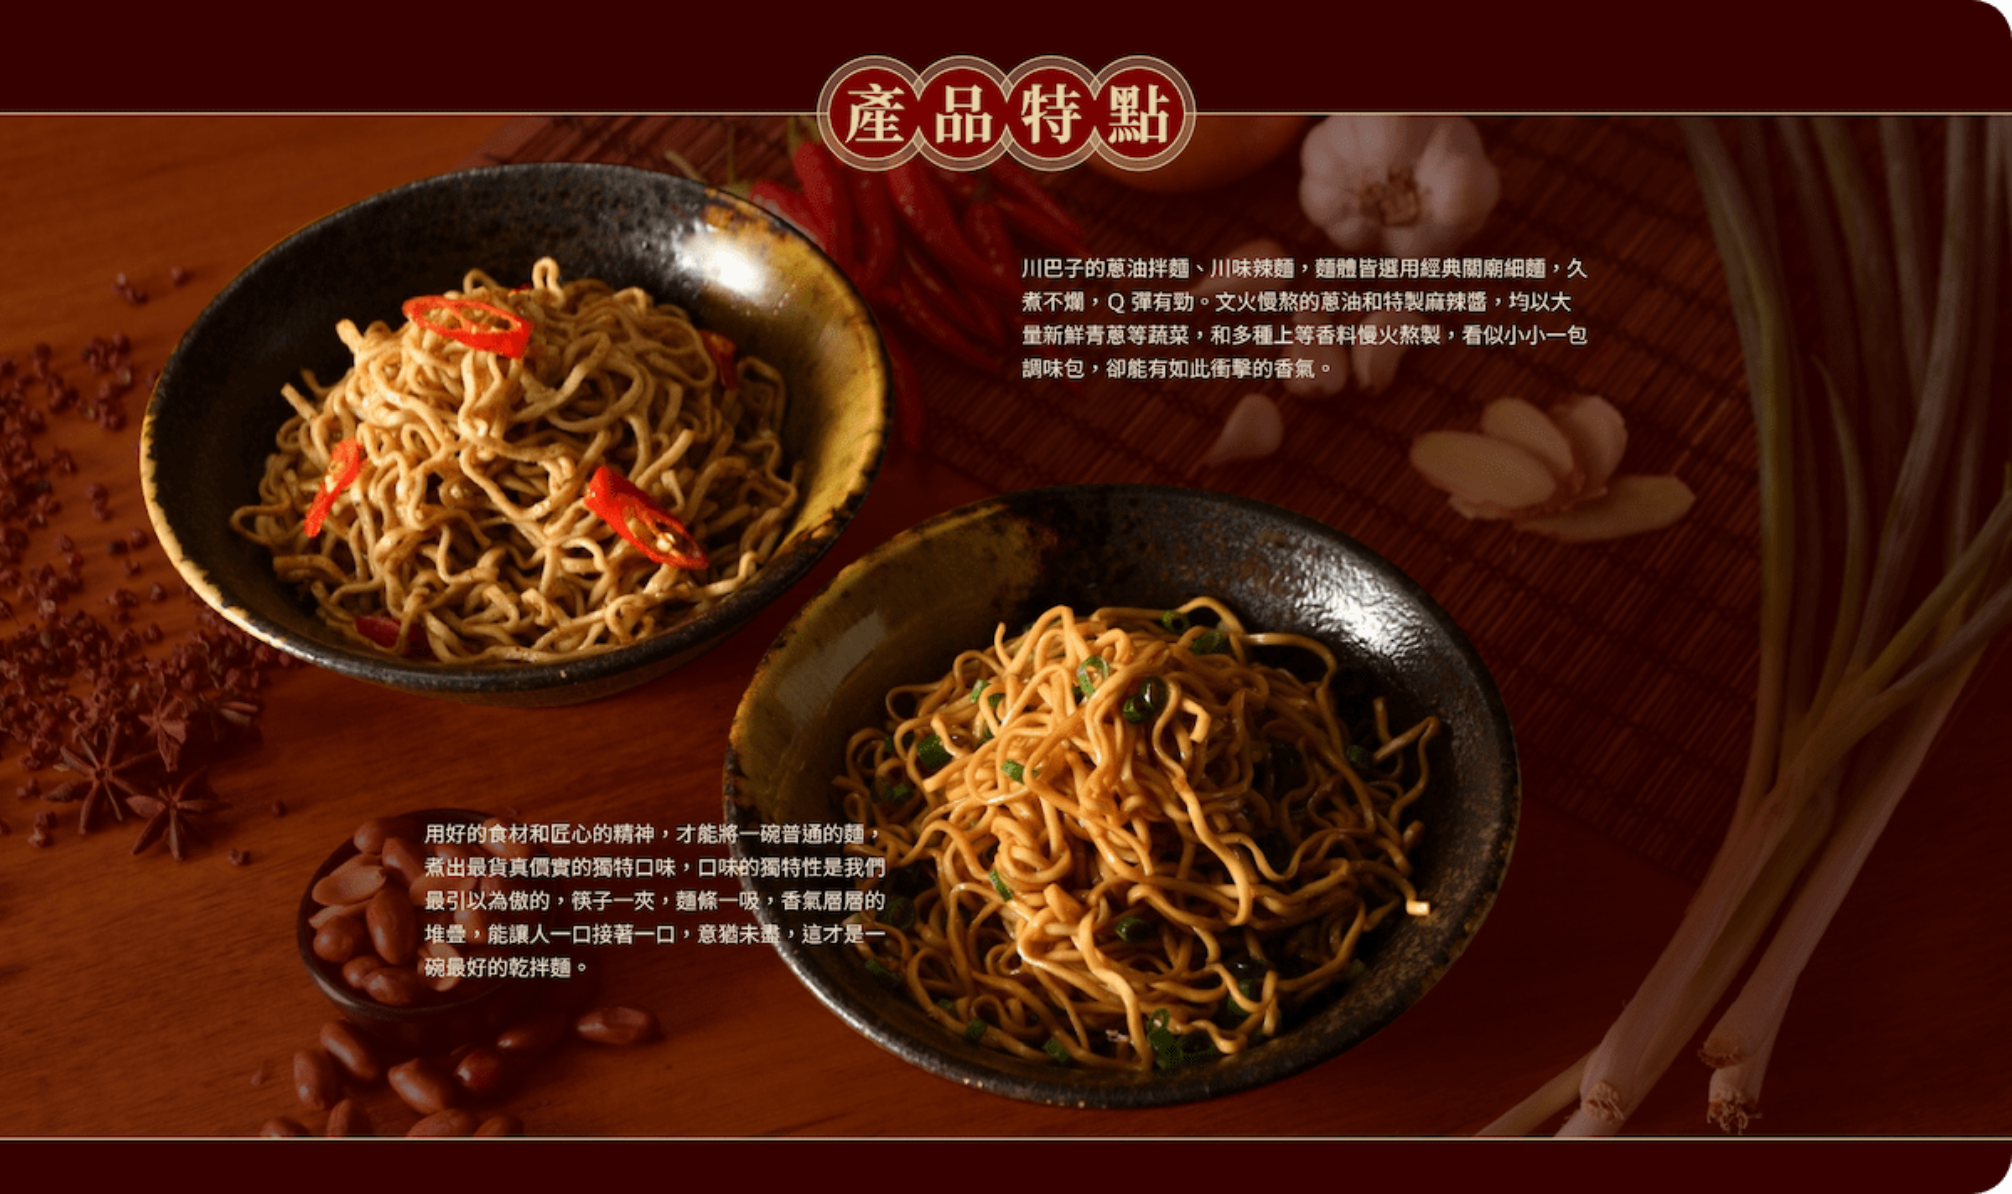 產品特點
川巴子的蔥油拌麵、川味辣麵，麵體皆選用經典關廟細麵，久
煮不爛，Q 彈有勁。文火慢熬的蔥油和特製麻辣醬，均以大
量新鮮青蔥等蔬菜，和多種上等香料慢火熬製，看似小小一包
調味包，卻能有如此衝擊的香氣。
用好的食材和匠心的精神，才能將一碗普通的麵，
煮出最貨真價實的獨特口味，口味的獨特性是我們
最引以為傲的，筷子一夾，麵條一吸，香氣層層的
堆疊，能讓人一口接著一口，意猶未盡，這才是一
碗最好的乾拌麵。